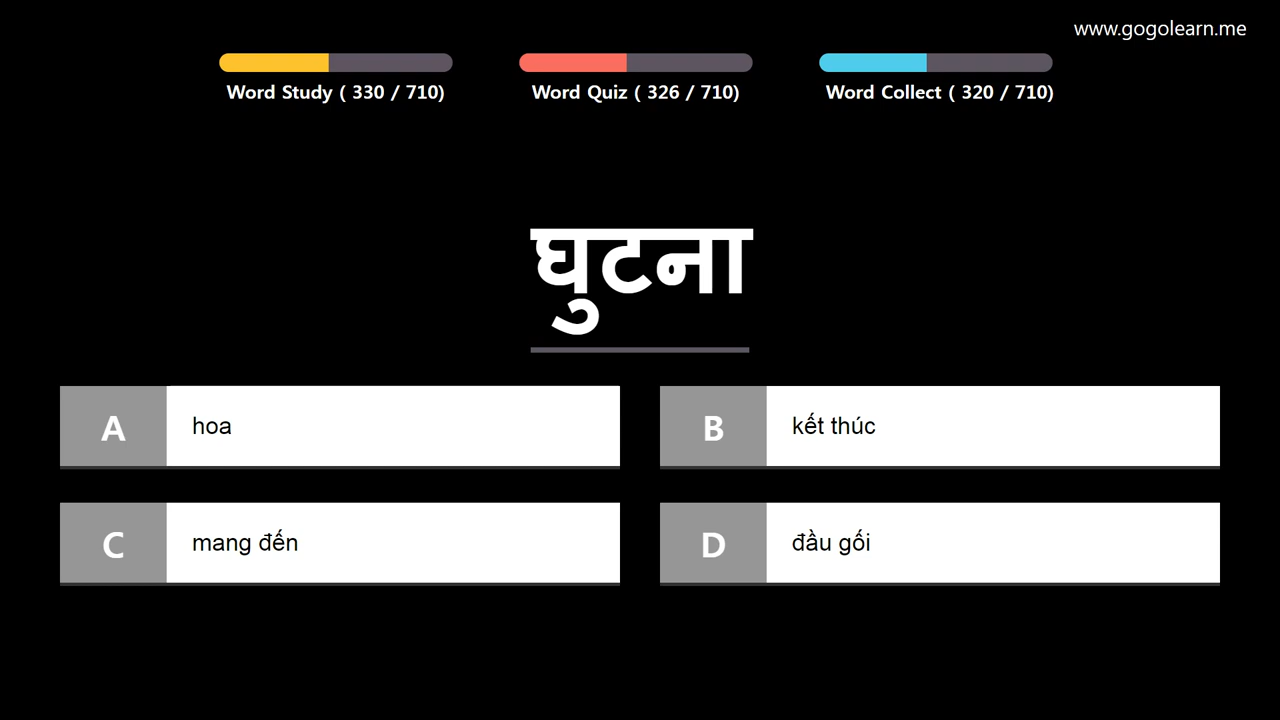 www.gogolearn.me
Word Study ( 330 / 710)
Word Quiz ( 326 / 710)
Word Collect ( 320 / 710)
घुटना
A hoa
B kết thúc
C mang đến
D đầu gối